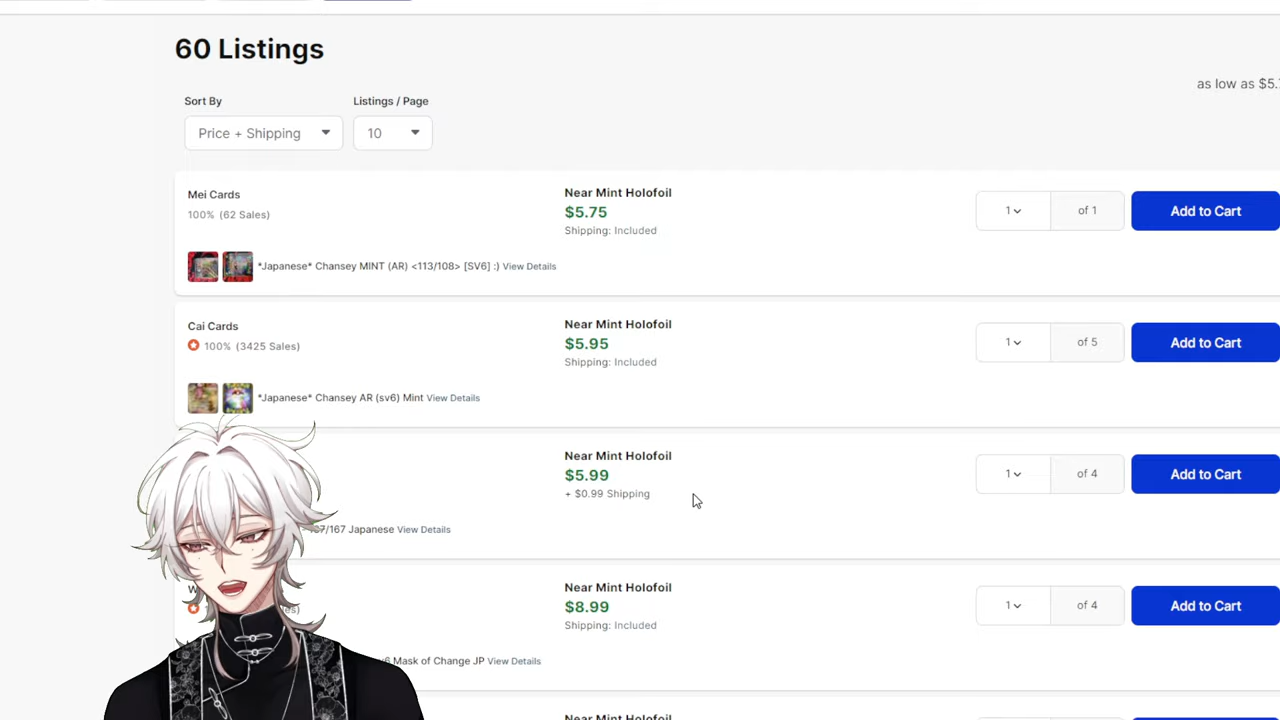 60 Listings
as low as $5.
Sort By
Listings / Page
Price + Shipping
10
Mei Cards
100% (62 Sales)
Near Mint Holofoil
$5.75
Shipping: Included
1
of 1
Add to Cart
*Japanese* Chansey MINT (AR) <113/108> [SV6] :) View Details
Cai Cards
100% (3425 Sales)
Near Mint Holofoil
$5.95
Shipping: Included
1
of 5
Add to Cart
*Japanese* Chansey AR (sv6) Mint View Details
Near Mint Holofoil
$5.99
+ $0.99 Shipping
1
of 4
Add to Cart
/167 Japanese View Details
Near Mint Holofoil
$8.99
Shipping: Included
1
of 4
Add to Cart
Mask of Change JP View Details
Near Mint Holofoil